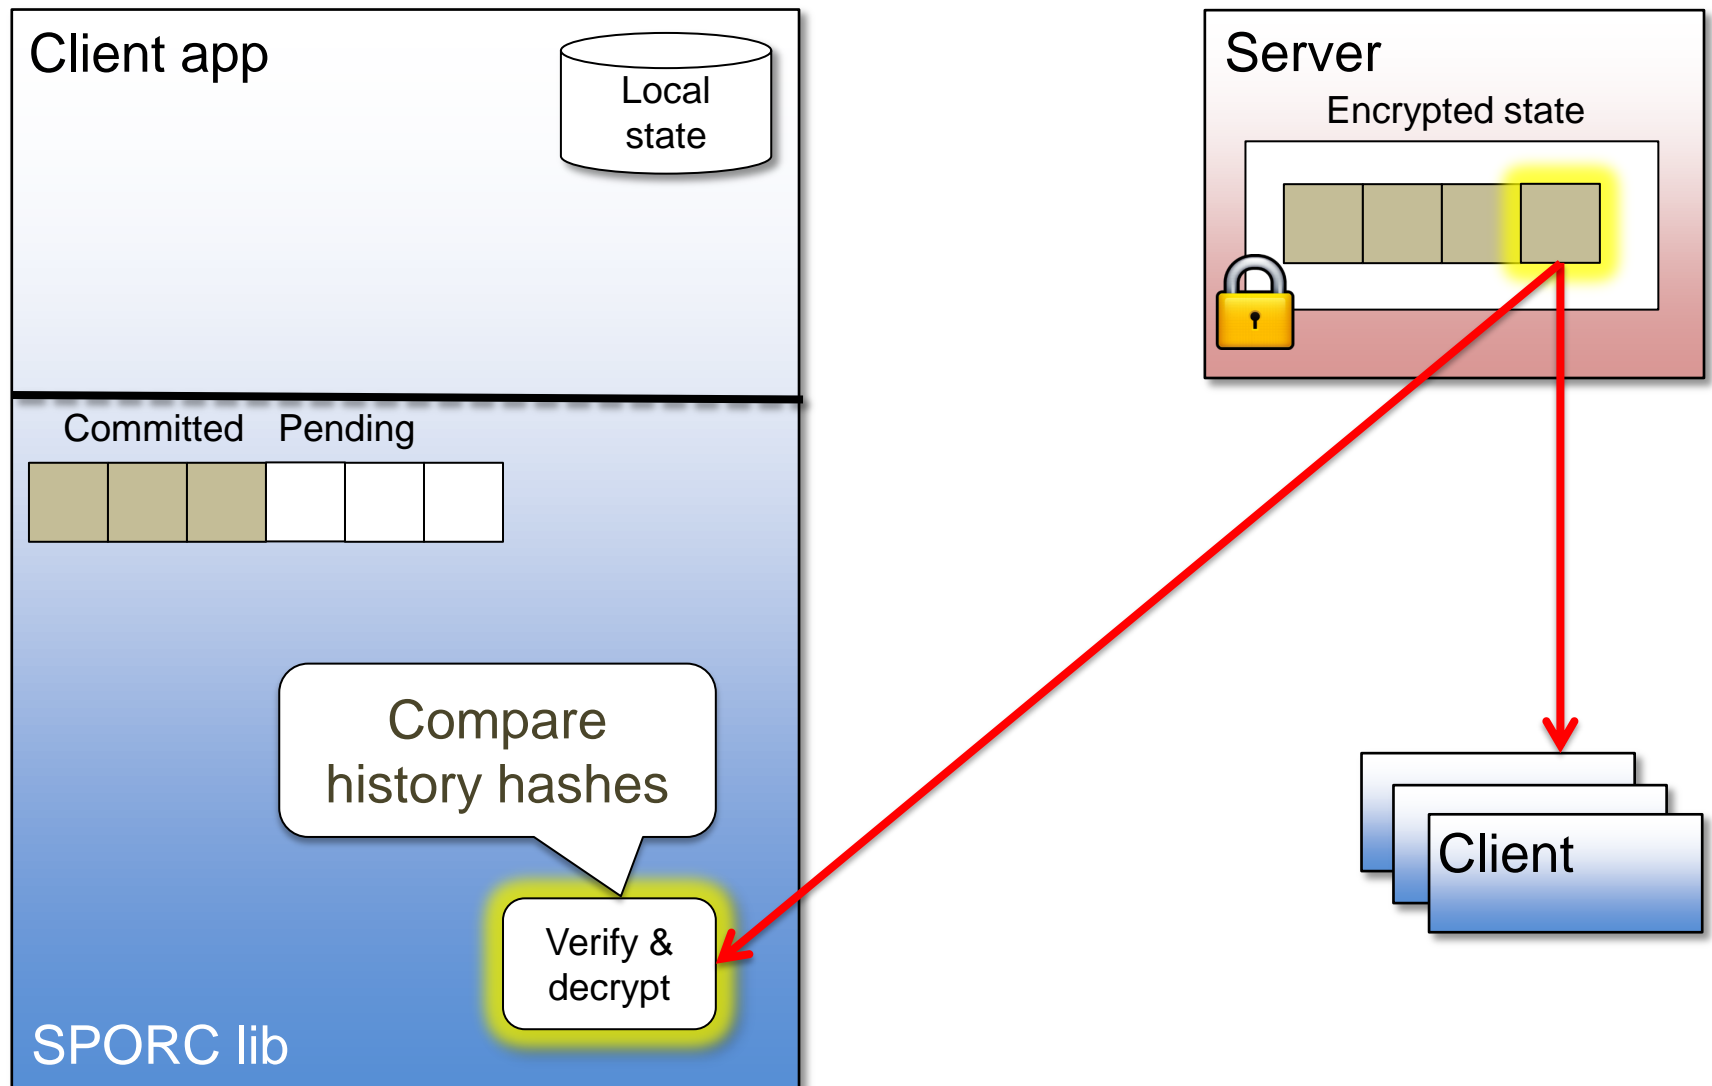 Client app
Local
state
Server
Encrypted state
Committed Pending
Compare
history hashes
Verify &
decrypt
SPORC lib
Client